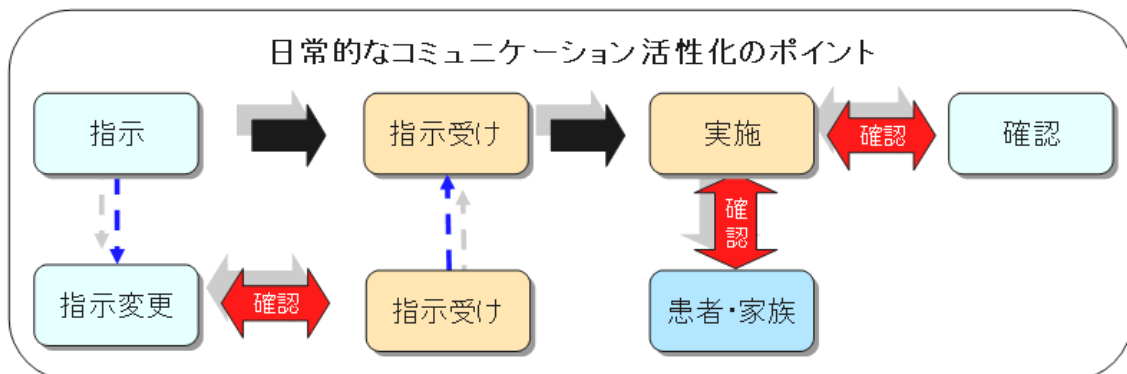 日常的なコミュニケーション活性化のポイント
指示
指示受け
実施
確認
確認
確認
指示変更
確認
指示受け
患者・家族